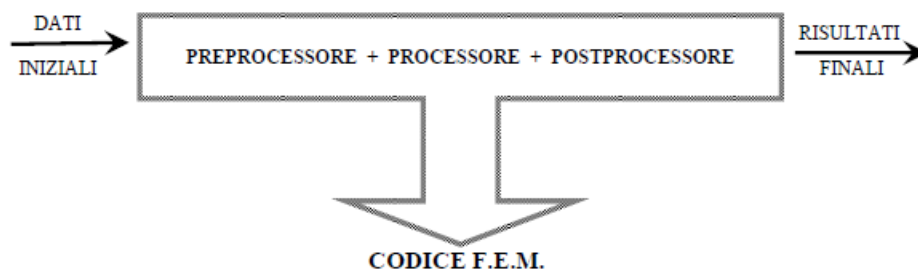 DATI
INIZIALI
PREPROCESSORE + PROCESSORE + POSTPROCESSORE
RISULTATI
FINALI
CODICE F.E.M.